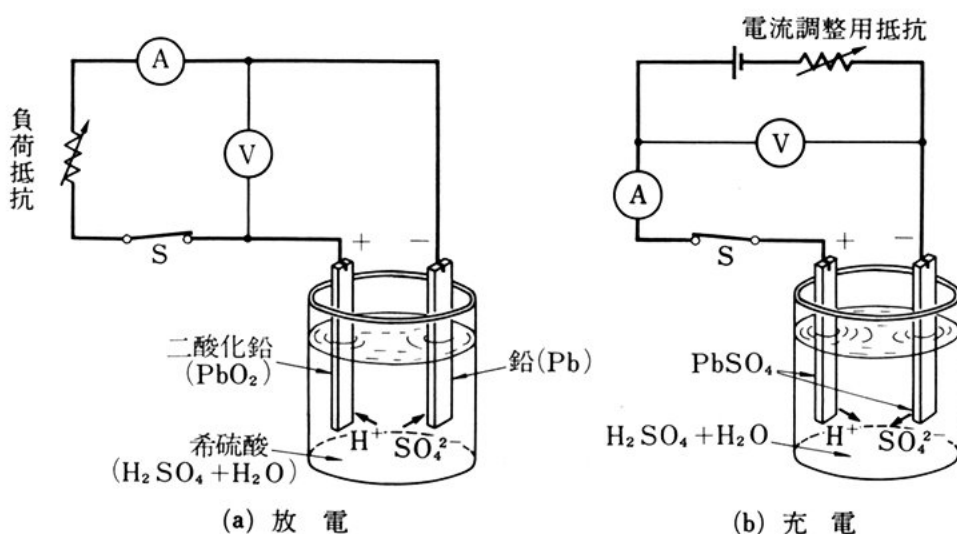 A
V
負荷抵抗
S
+
−
二酸化鉛
(PbO₂)
鉛(Pb)
H⁺
SO₄²⁻
希硫酸
(H₂SO₄+H₂O)
(a) 放 電
電流調整用抵抗
V
A
S
+
−
PbSO₄
H₂SO₄+H₂O
H⁺
SO₄²⁻
(b) 充 電